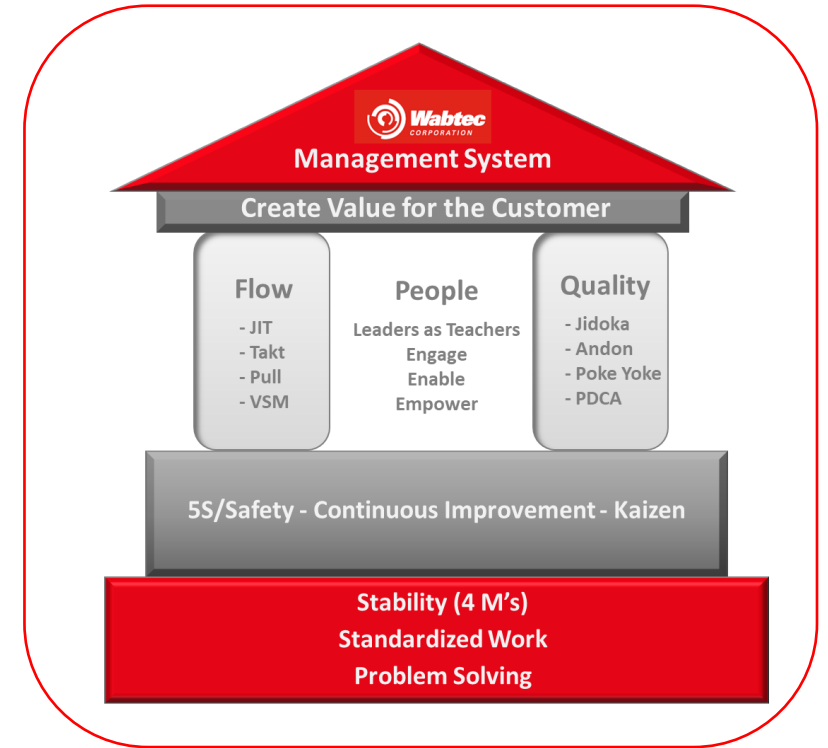 Wabtec
CORPORATION
Management System
Create Value for the Customer
Flow
- JIT
- Takt
- Pull
- VSM
People
Leaders as Teachers
Engage
Enable
Empower
Quality
- Jidoka
- Andon
- Poke Yoke
- PDCA
5S/Safety - Continuous Improvement - Kaizen
Stability (4 M’s)
Standardized Work
Problem Solving